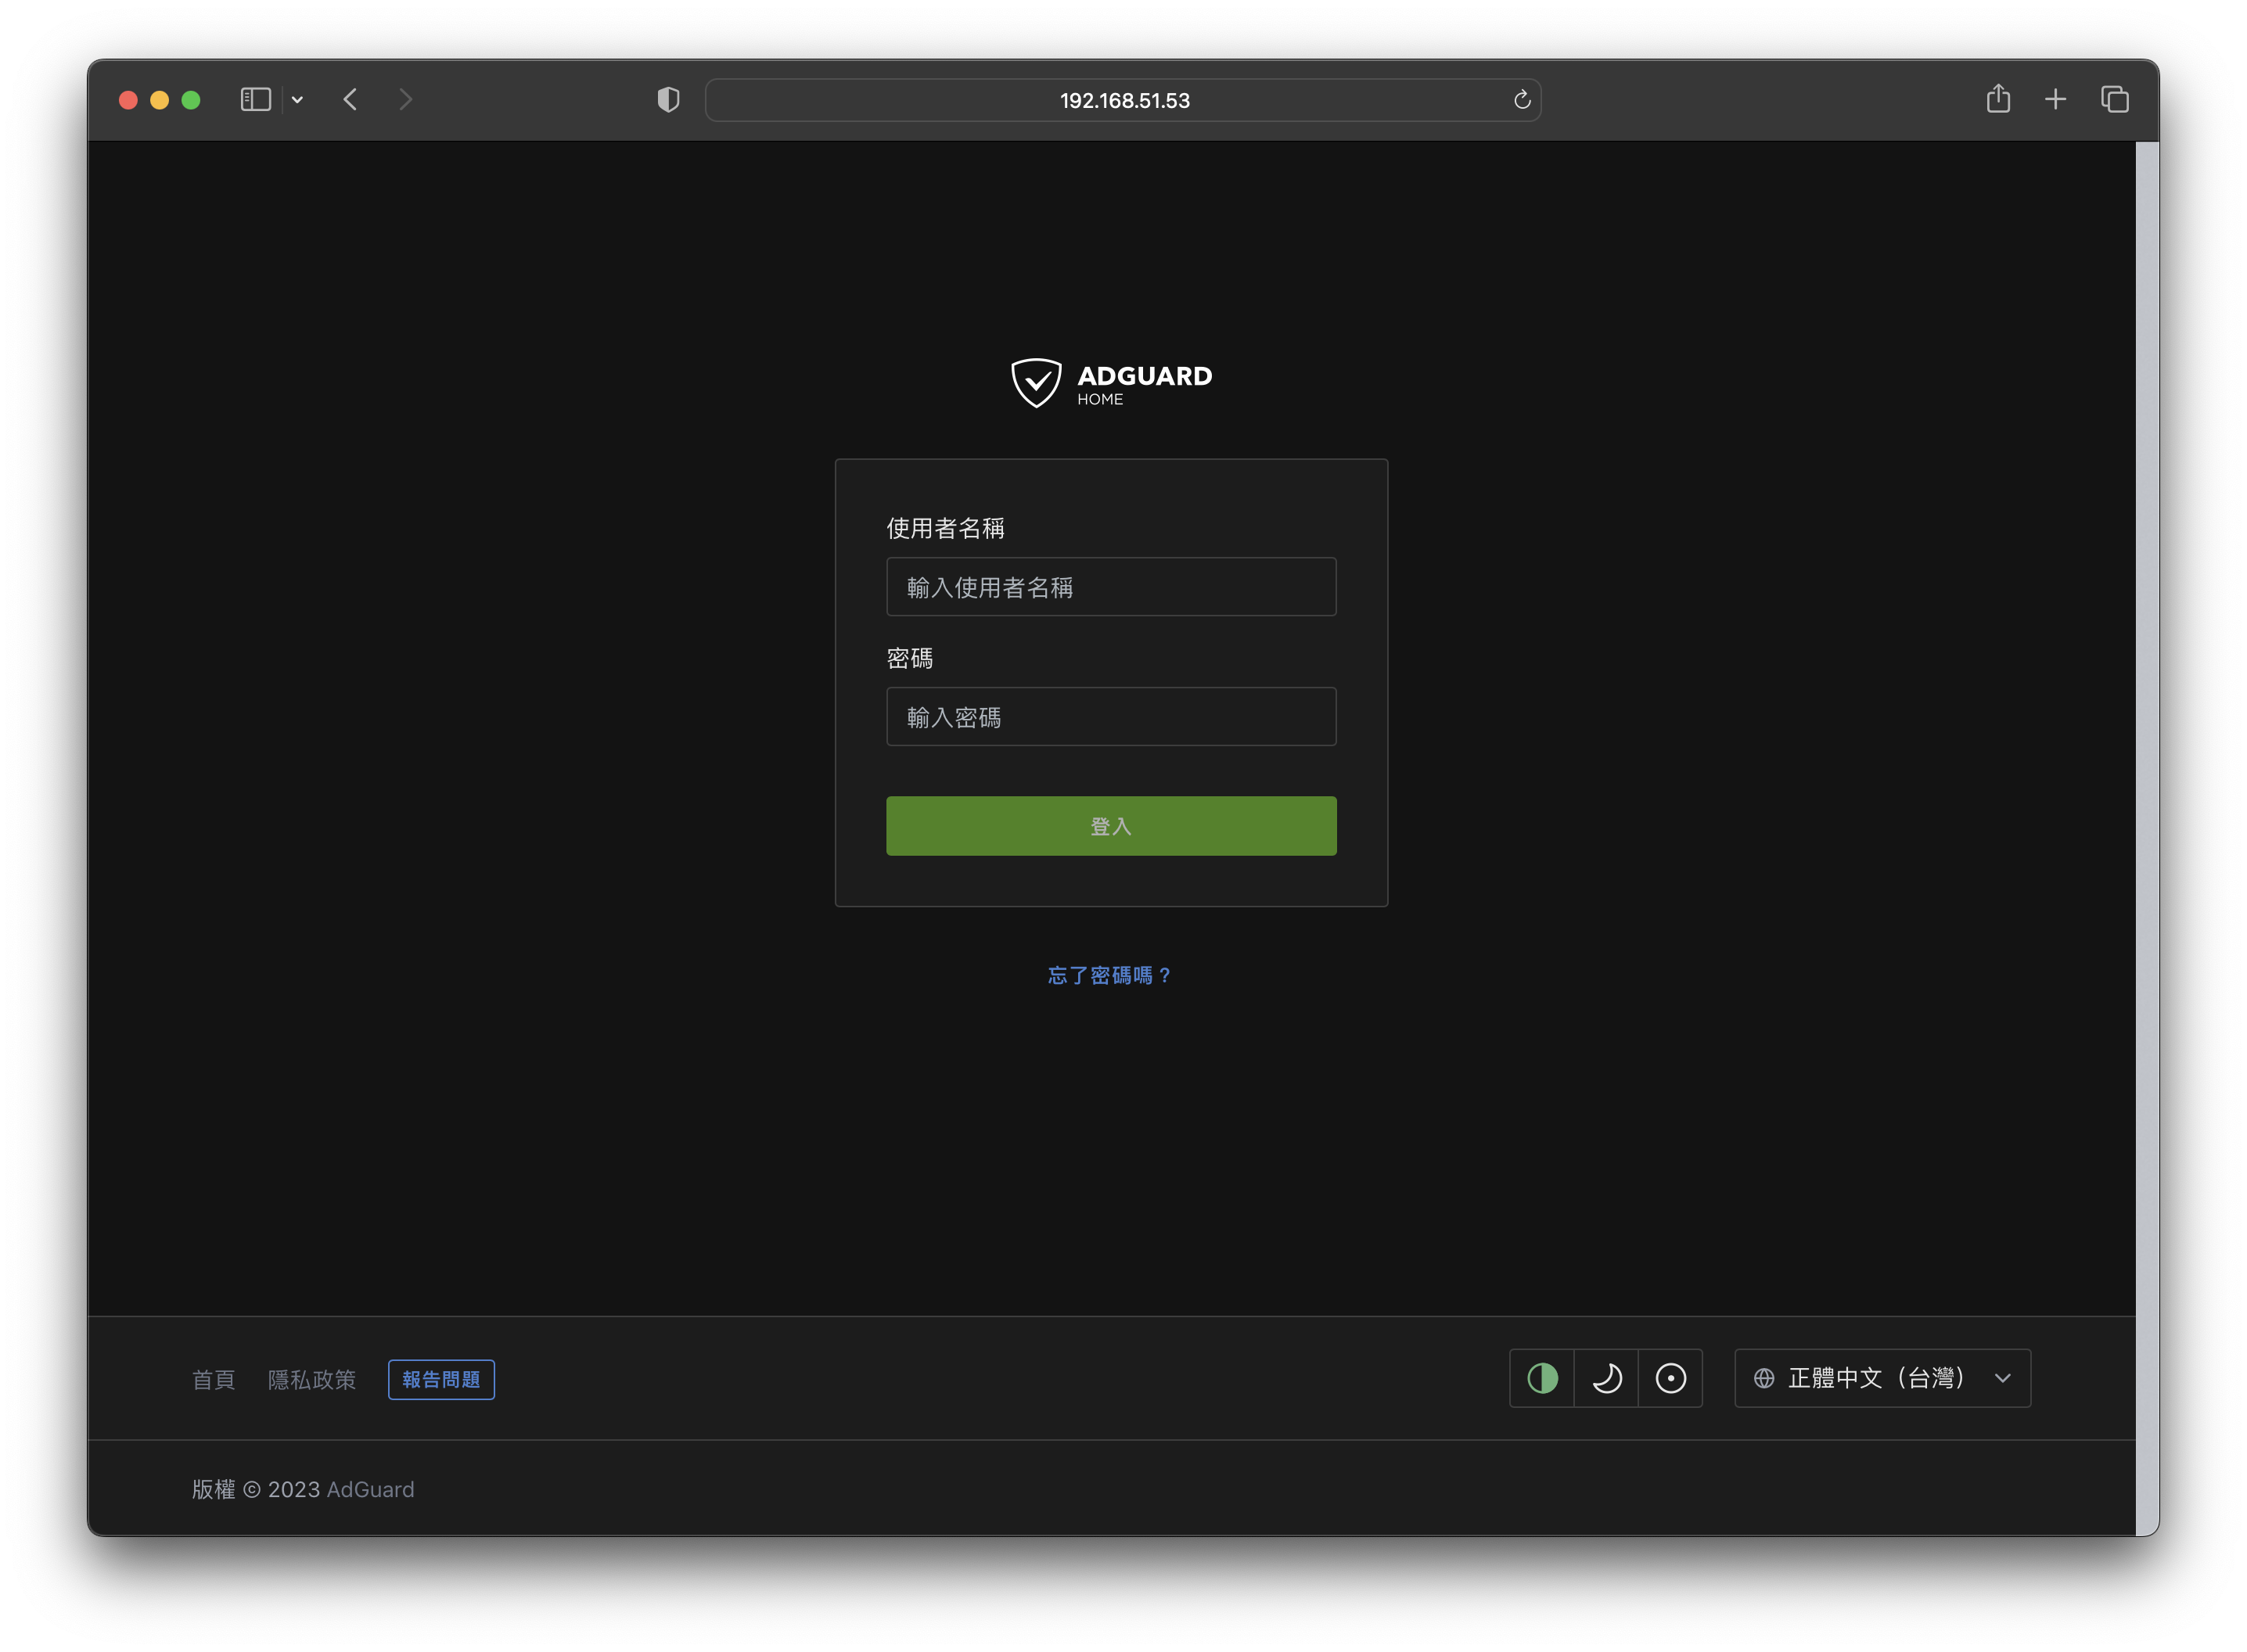 192.168.51.53
ADGUARD
HOME
使用者名稱
輸入使用者名稱
密碼
輸入密碼
登入
忘了密碼嗎？
首頁 隱私政策 報告問題 正體中文（台灣）
版權 © 2023 AdGuard